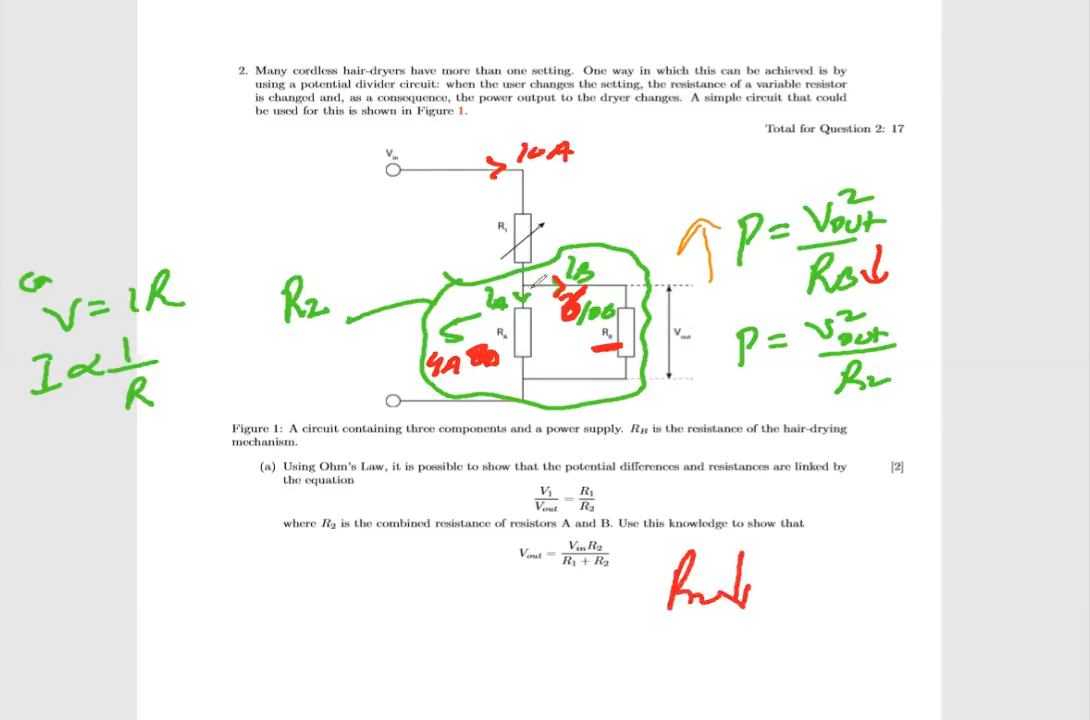 2. Many cordless hair-dryers have more than one setting. One way in which this can be achieved is by
using a potential divider circuit: when the user changes the setting, the resistance of a variable resistor
is changed and, as a consequence, the power output to the dryer changes. A simple circuit that could
be used for this is shown in Figure 1.
Total for Question 2: 17
V_in
10A
R_1
P = V_out^2 / R_B ↓
V = IR
R_2
I_B
I_A
R_A
R_B
V_out
4A
P = V_out^2 / R_2
I ∝ 1/R
Figure 1: A circuit containing three components and a power supply. R_B is the resistance of the hair-drying
mechanism.
(a) Using Ohm's Law, it is possible to show that the potential differences and resistances are linked by [2]
the equation
V_1 / V_out = R_1 / R_2
where R_2 is the combined resistance of resistors A and B. Use this knowledge to show that
V_out = V_in R_2 / R_1 + R_2